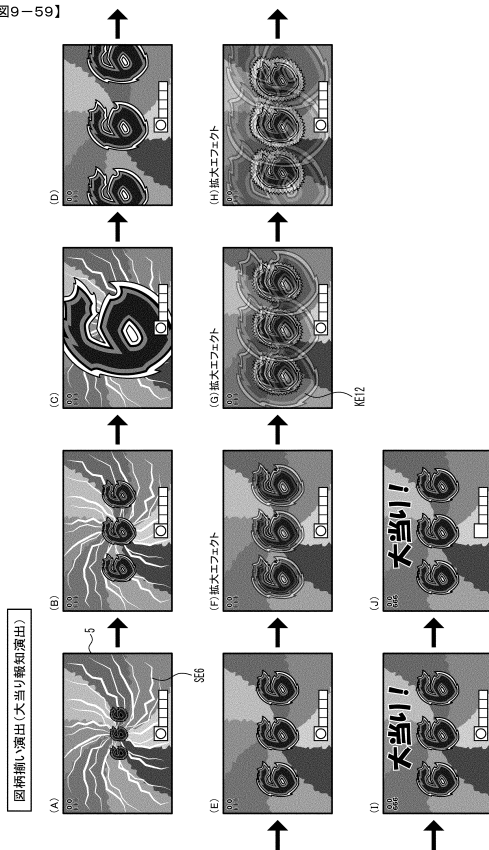 【図9-59】
図柄揃い演出(大当り報知演出)
(A)
5
SE6
(B)
(C)
(D)
(E)
(F)拡大エフェクト
(G)拡大エフェクト
KE12
(H)拡大エフェクト
(I)
666
大当り!
(J)
666
大当り!